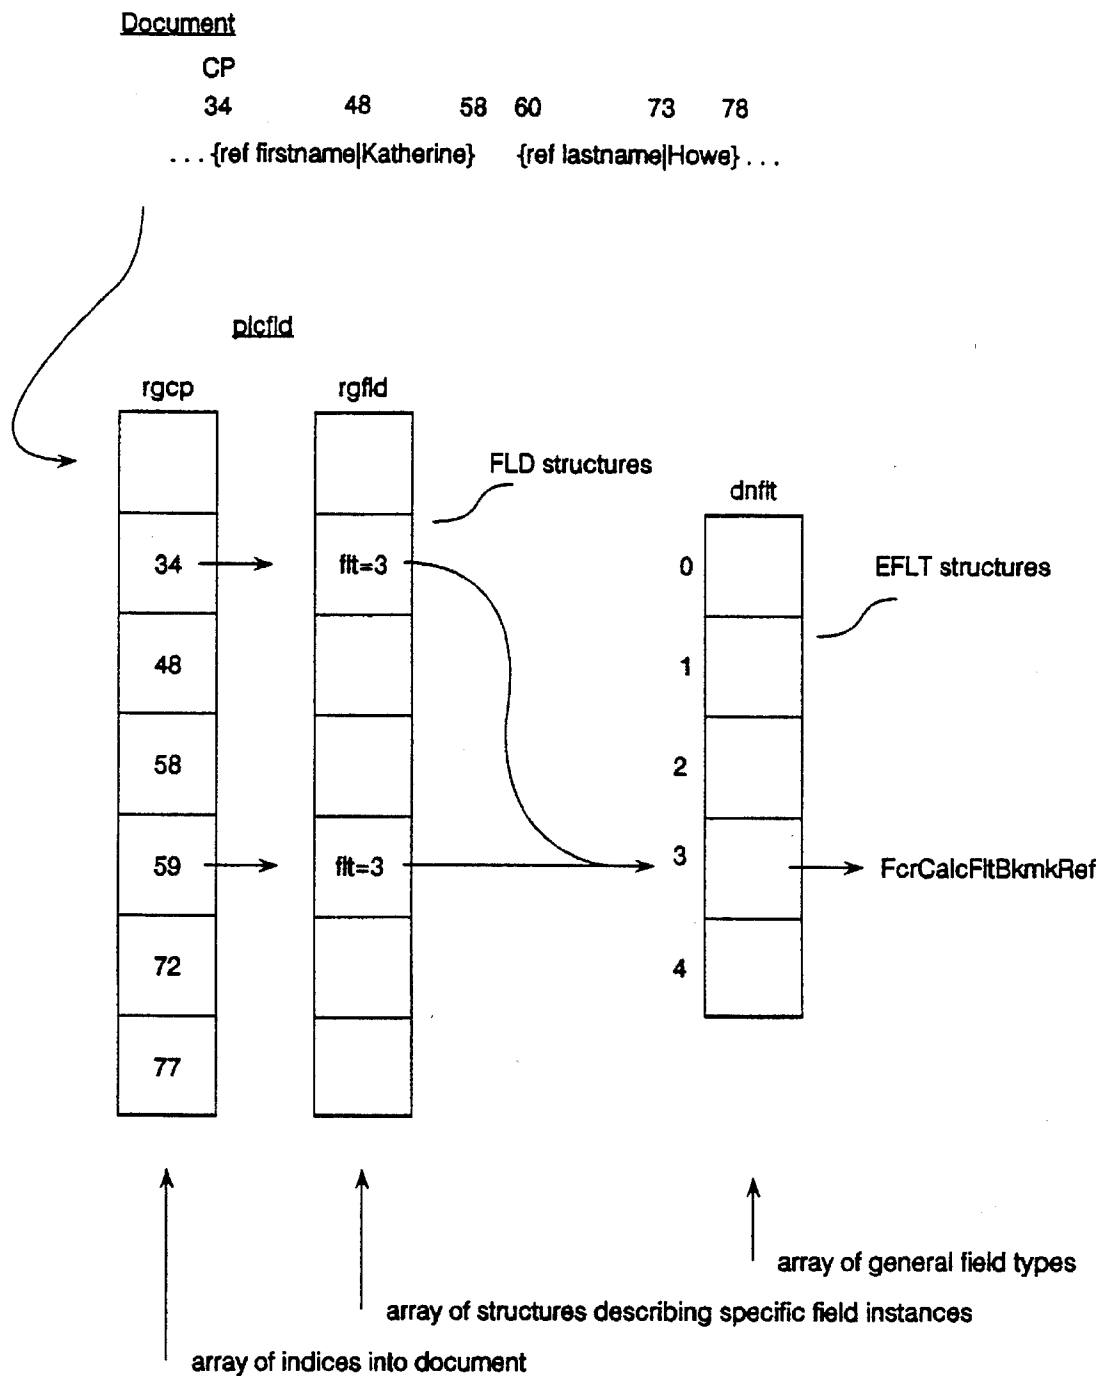 Document
CP
34 48 58 60 73 78
. . . {ref firstname|Katherine} {ref lastname|Howe} . . .
plcfld
rgcp rgfld
FLD structures
dnflt
34 flt=3 0 EFLT structures
48 1
58 2
59 flt=3 3 FcrCalcFltBkmkRef
72 4
77
array of general field types
array of structures describing specific field instances
array of indices into document